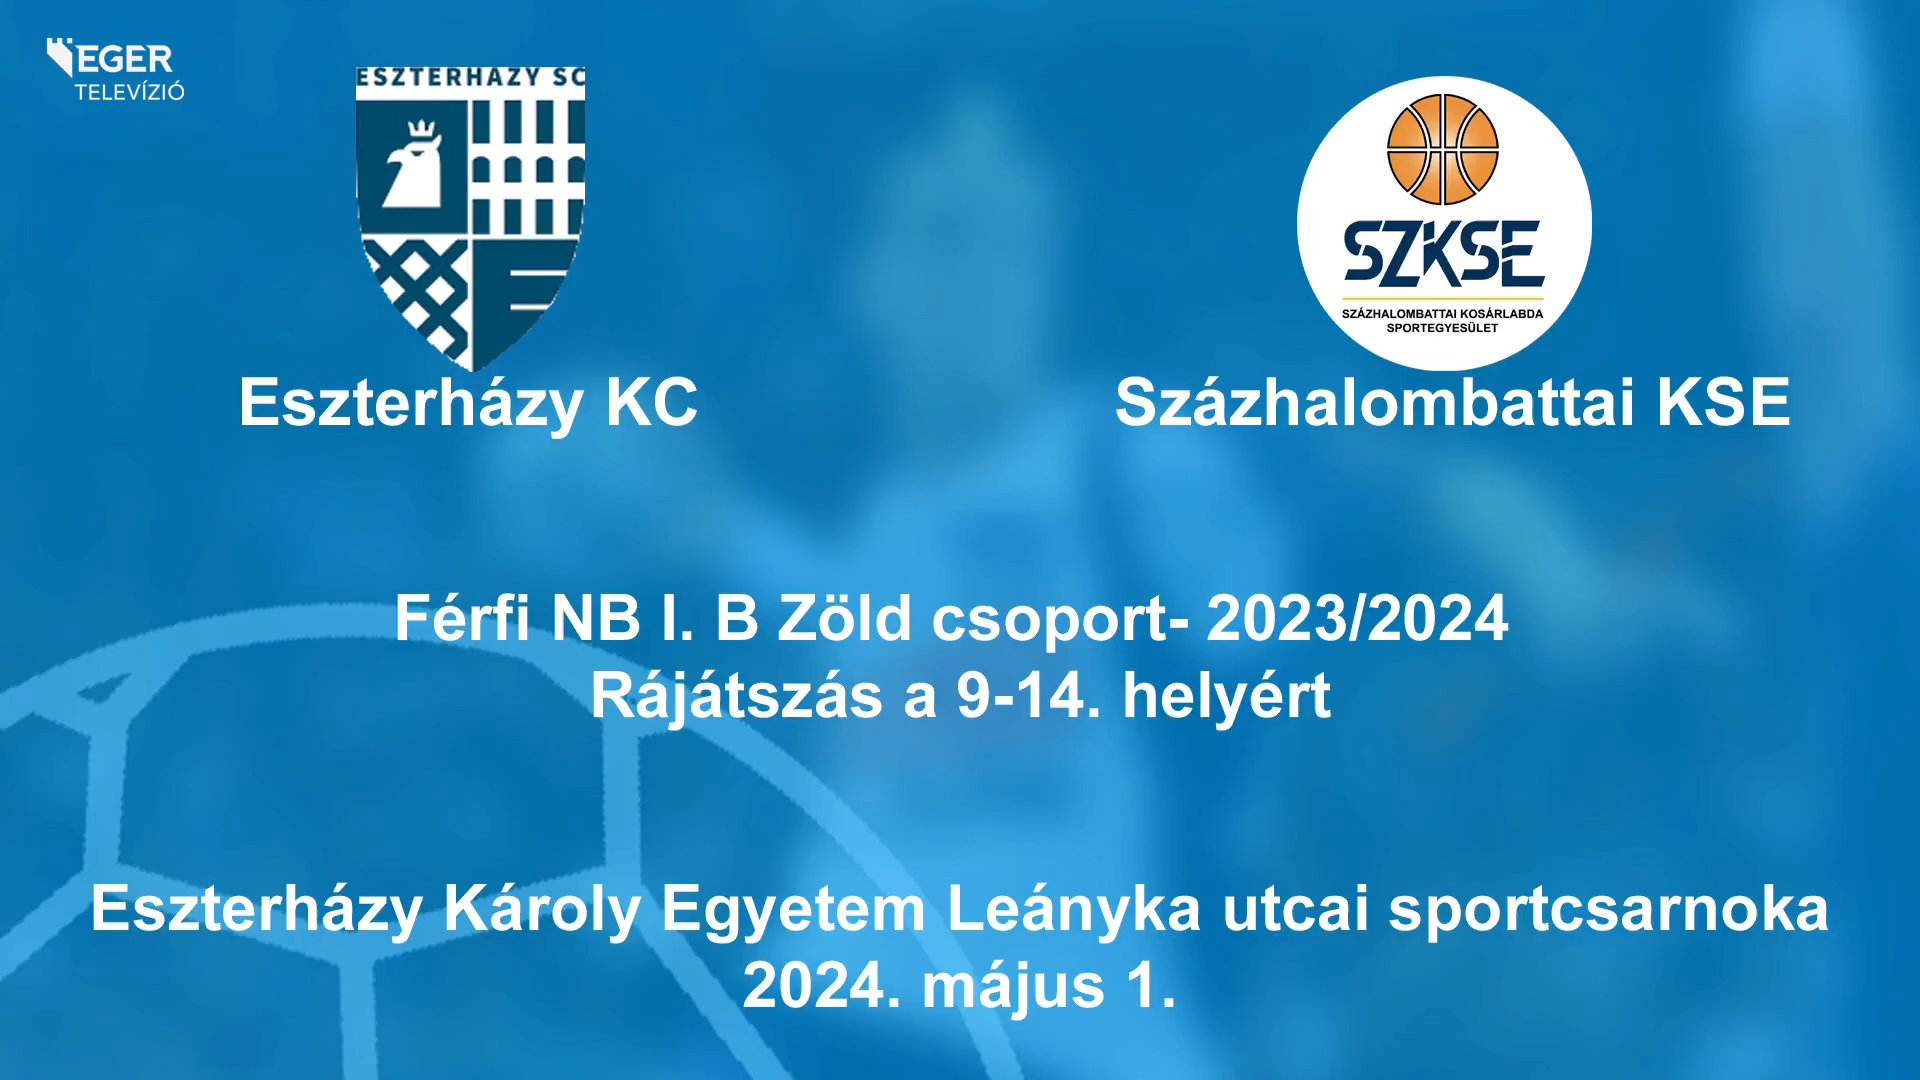 EGER
TELEVÍZIÓ
ESZTERHÁZY SC
SZKSE
SZÁZHALOMBATTAI KOSÁRLABDA
SPORTEGYESÜLET
Eszterházy KC
Százhalombattai KSE
Férfi NB I. B Zöld csoport- 2023/2024
Rájátszás a 9-14. helyért
Eszterházy Károly Egyetem Leányka utcai sportcsarnoka
2024. május 1.